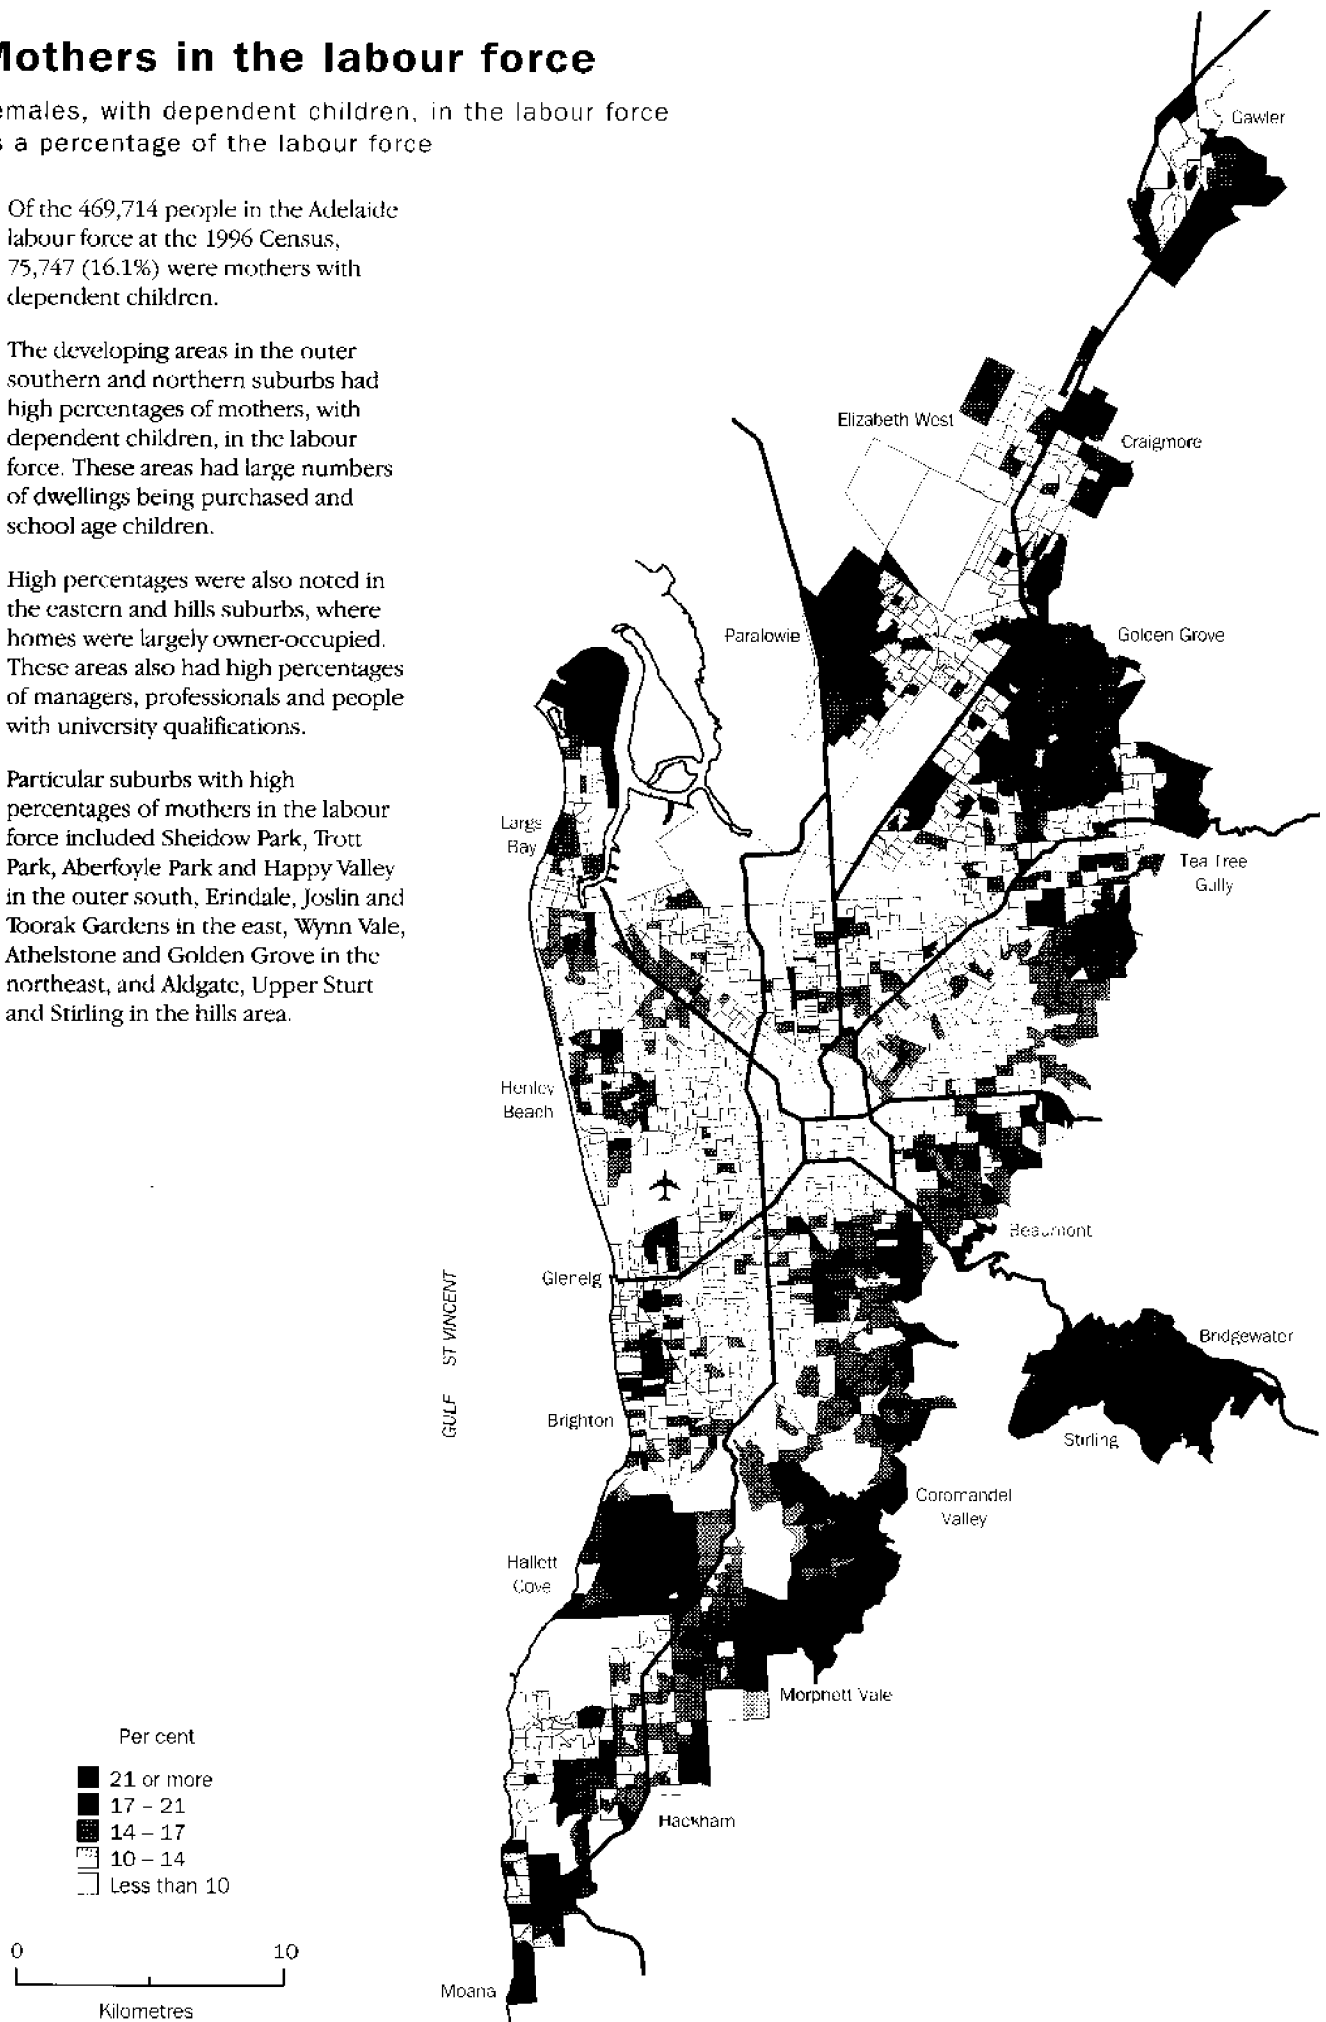 Mothers in the labour force
emales, with dependent children, in the labour force
s a percentage of the labour force
Of the 469,714 people in the Adelaide
labour force at the 1996 Census,
75,747 (16.1%) were mothers with
dependent children.
The developing areas in the outer
southern and northern suburbs had
high percentages of mothers, with
dependent children, in the labour
force. These areas had large numbers
of dwellings being purchased and
school age children.
High percentages were also noted in
the eastern and hills suburbs, where
homes were largely owner-occupied.
These areas also had high percentages
of managers, professionals and people
with university qualifications.
Particular suburbs with high
percentages of mothers in the labour
force included Sheidow Park, Trott
Park, Aberfoyle Park and Happy Valley
in the outer south, Erindale, Joslin and
Toorak Gardens in the east, Wynn Vale,
Athelstone and Golden Grove in the
northeast, and Aldgate, Upper Sturt
and Stirling in the hills area.
Gawler
Elizabeth West
Craigmore
Paralowie
Golden Grove
Largs
Bay
Tea Tree
Gully
Henley
Beach
Beaumont
Glenelg
GULF ST VINCENT
Bridgewater
Brighton
Stirling
Coromandel
Valley
Hallett
Cove
Morphett Vale
Hackham
Moana
Per cent
21 or more
17 – 21
14 – 17
10 – 14
Less than 10
0 10
Kilometres